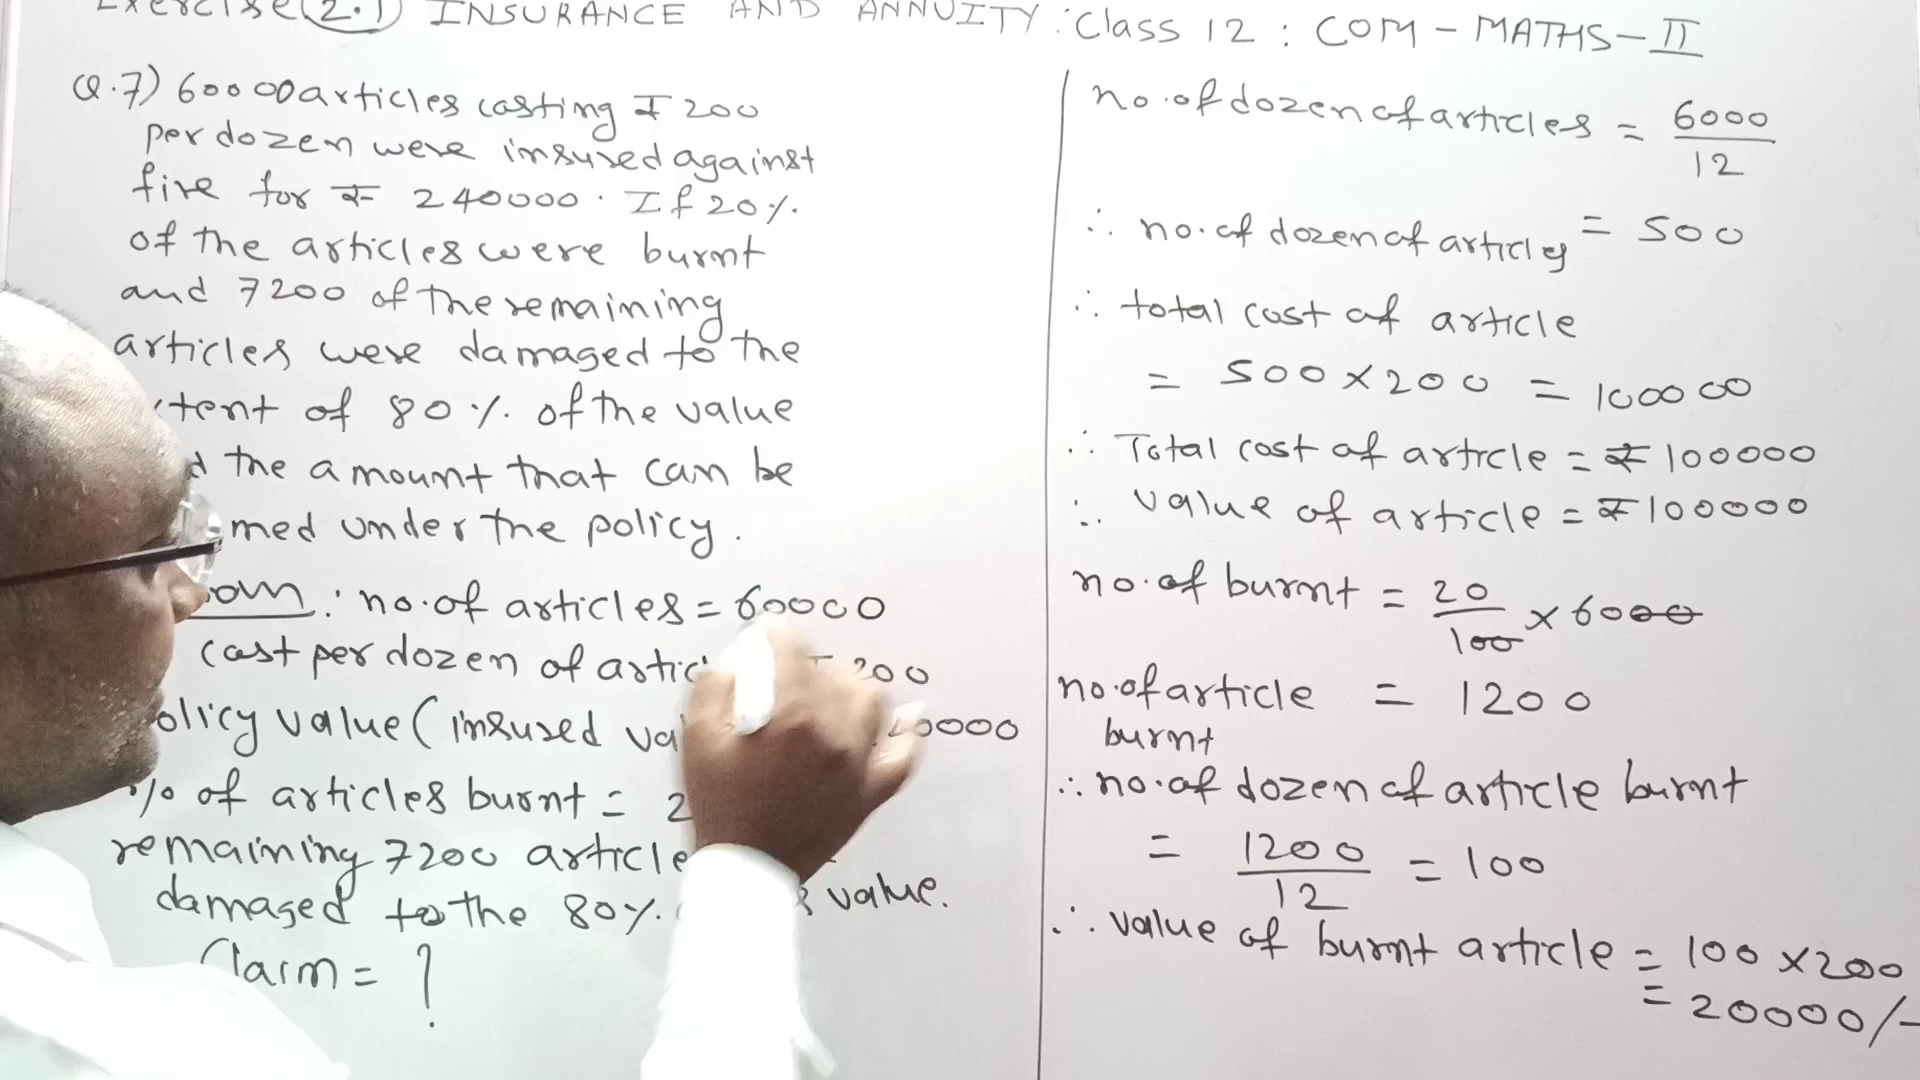 Exercise 2.1 INSURANCE AND ANNUITY : Class 12 : COM - MATHS - II
Q.7) 60000 articles costing ₹ 200
per dozen were insured against
fire for ₹ 240000. If 20%
of the articles were burnt
and 7200 of the remaining
articles were damaged to the
tent of 80% of the value
the amount that can be
med under the policy.
: no. of articles = 60000
cost per dozen of artic 200
olicy value (insured va 0000
% of articles burnt = 2
remaining 7200 article
damaged to the 80% value.
Claim = ?
no. of dozen of articles = 6000/12
∴ no. of dozen of articles = 500
∴ total cost of article
= 500 × 200 = 100000
∴ Total cost of article = ₹ 100000
∴ value of article = ₹ 100000
no. of burnt = 20/100 × 6000
no. of article burnt = 1200
∴ no. of dozen of article burnt
= 1200/12 = 100
∴ value of burnt article = 100 × 200
= 20000/-